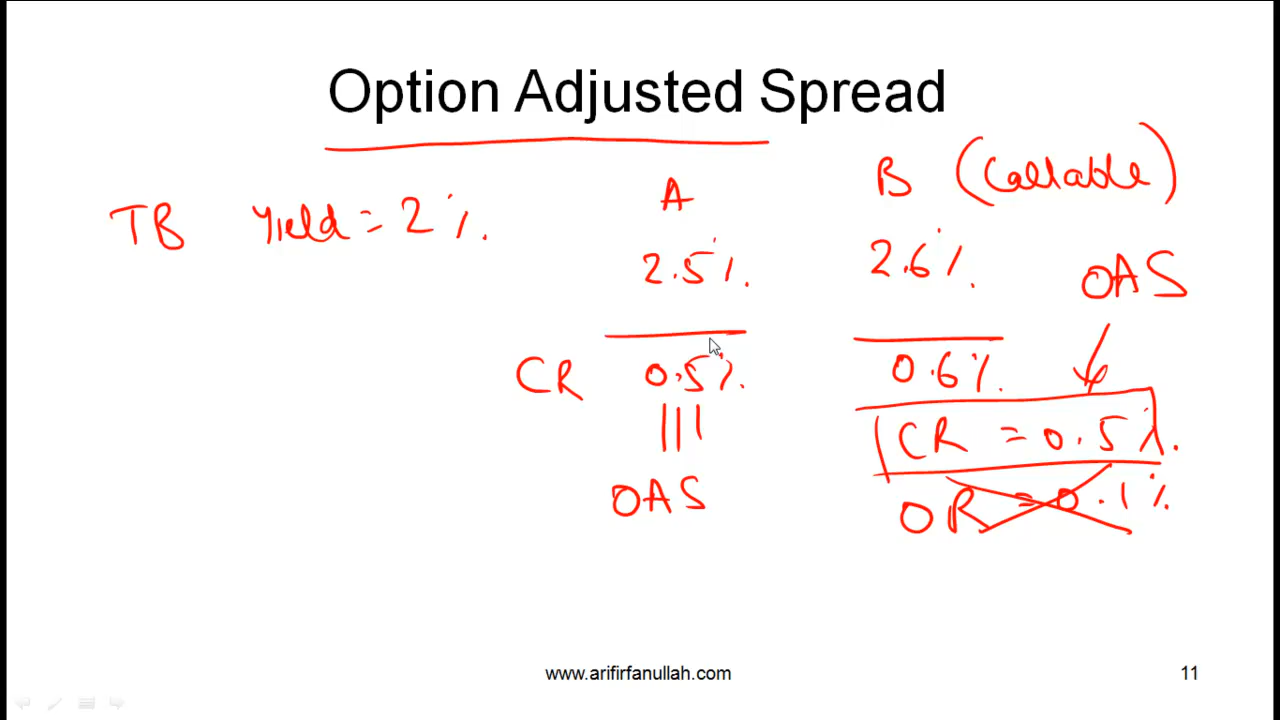 Option Adjusted Spread
TB Yield = 2%.
A
2.5%.
CR 0.5%.
OAS
B (Callable)
2.6%.
0.6%.
OAS
CR = 0.5%.
OR = 0.1%
www.arifirfanullah.com
11